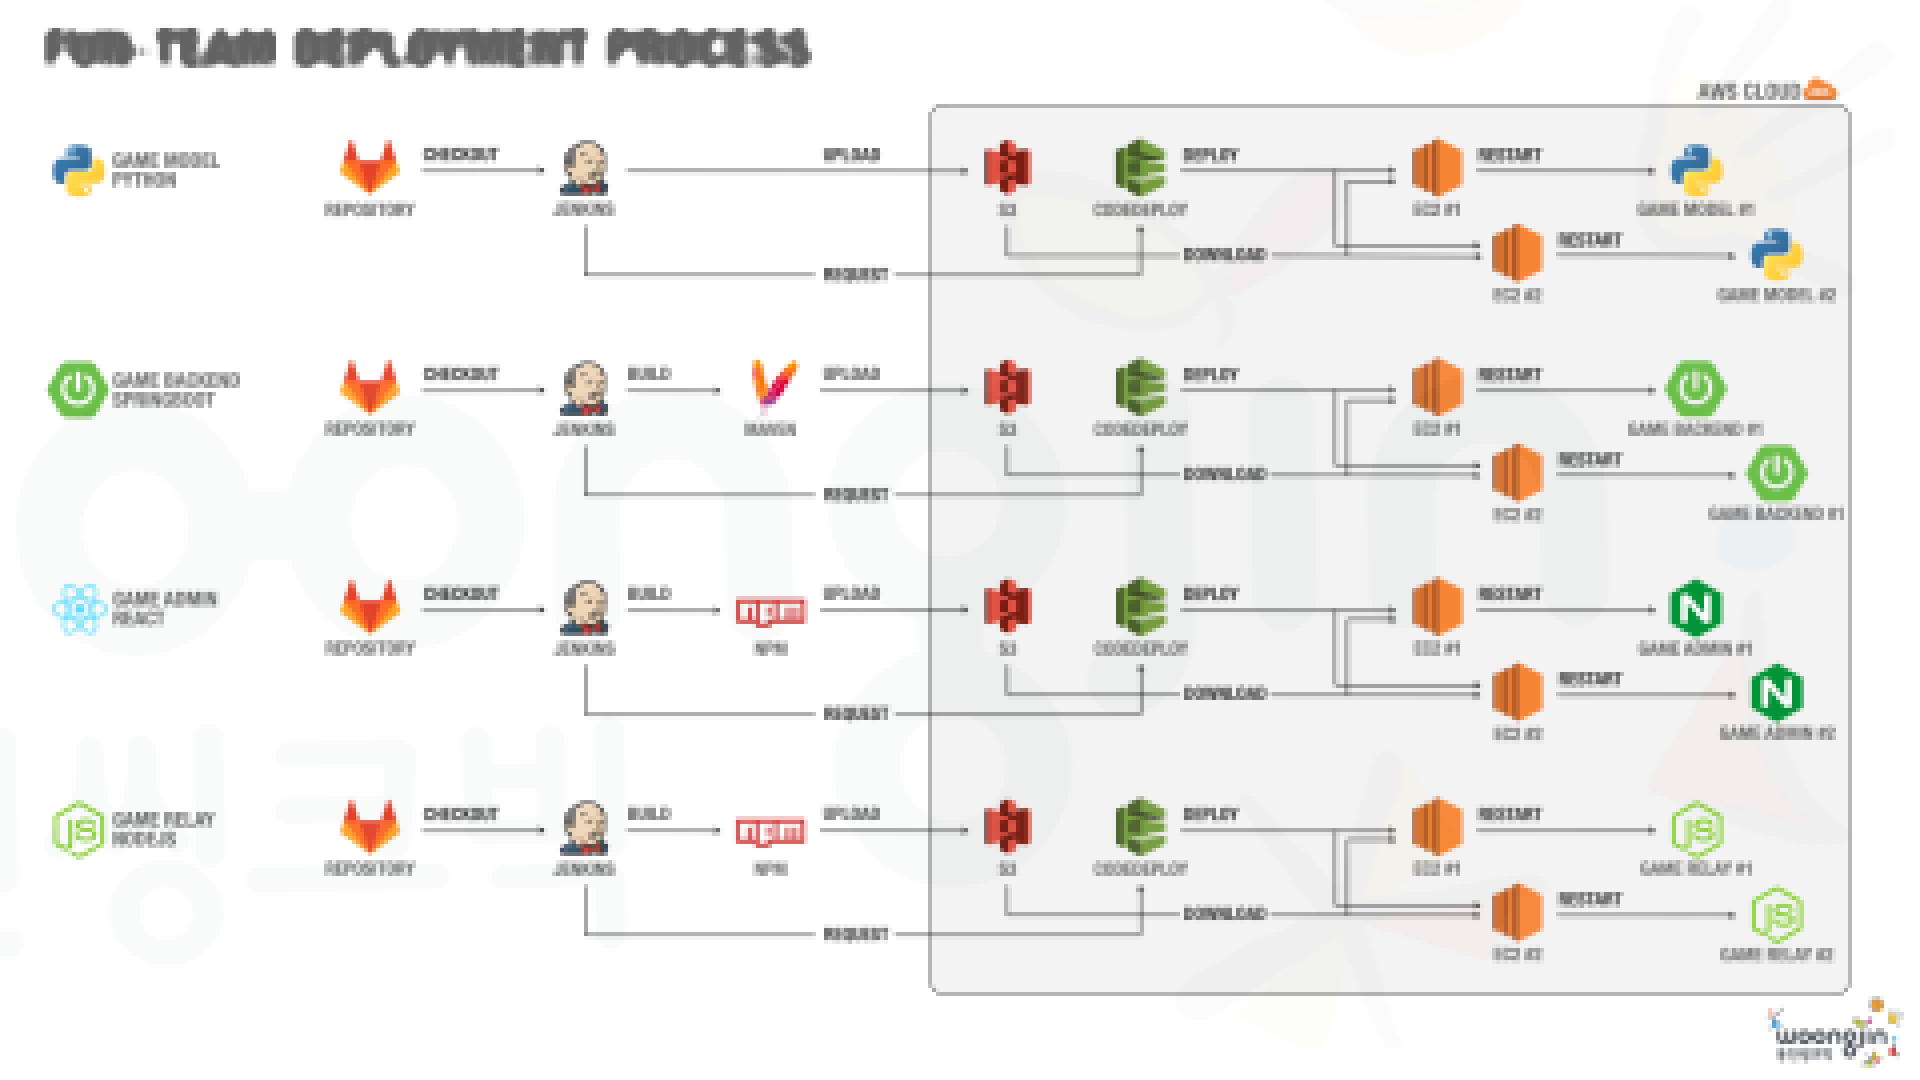 FUN-TEAM DEPLOYMENT PROCESS
AWS CLOUD
GAME MODEL
PYTHON
CHECKOUT
UPLOAD
DEPLOY
RESTART
REPOSITORY
JENKINS
S3
CODEDEPLOY
EC2 #1
GAME MODEL #1
RESTART
DOWNLOAD
REQUEST
EC2 #2
GAME MODEL #2
GAME BACKEND
SPRINGBOOT
CHECKOUT
BUILD
UPLOAD
DEPLOY
RESTART
REPOSITORY
JENKINS
MAVEN
S3
CODEDEPLOY
EC2 #1
GAME BACKEND #1
RESTART
DOWNLOAD
REQUEST
EC2 #2
GAME BACKEND #1
GAME ADMIN
REACT
CHECKOUT
BUILD
npm
UPLOAD
DEPLOY
RESTART
REPOSITORY
JENKINS
NPM
S3
CODEDEPLOY
EC2 #1
GAME ADMIN #1
RESTART
DOWNLOAD
REQUEST
EC2 #2
GAME ADMIN #2
GAME RELAY
NODEJS
CHECKOUT
BUILD
npm
UPLOAD
DEPLOY
RESTART
REPOSITORY
JENKINS
NPM
S3
CODEDEPLOY
EC2 #1
GAME RELAY #1
RESTART
DOWNLOAD
REQUEST
EC2 #2
GAME RELAY #2
woongjin